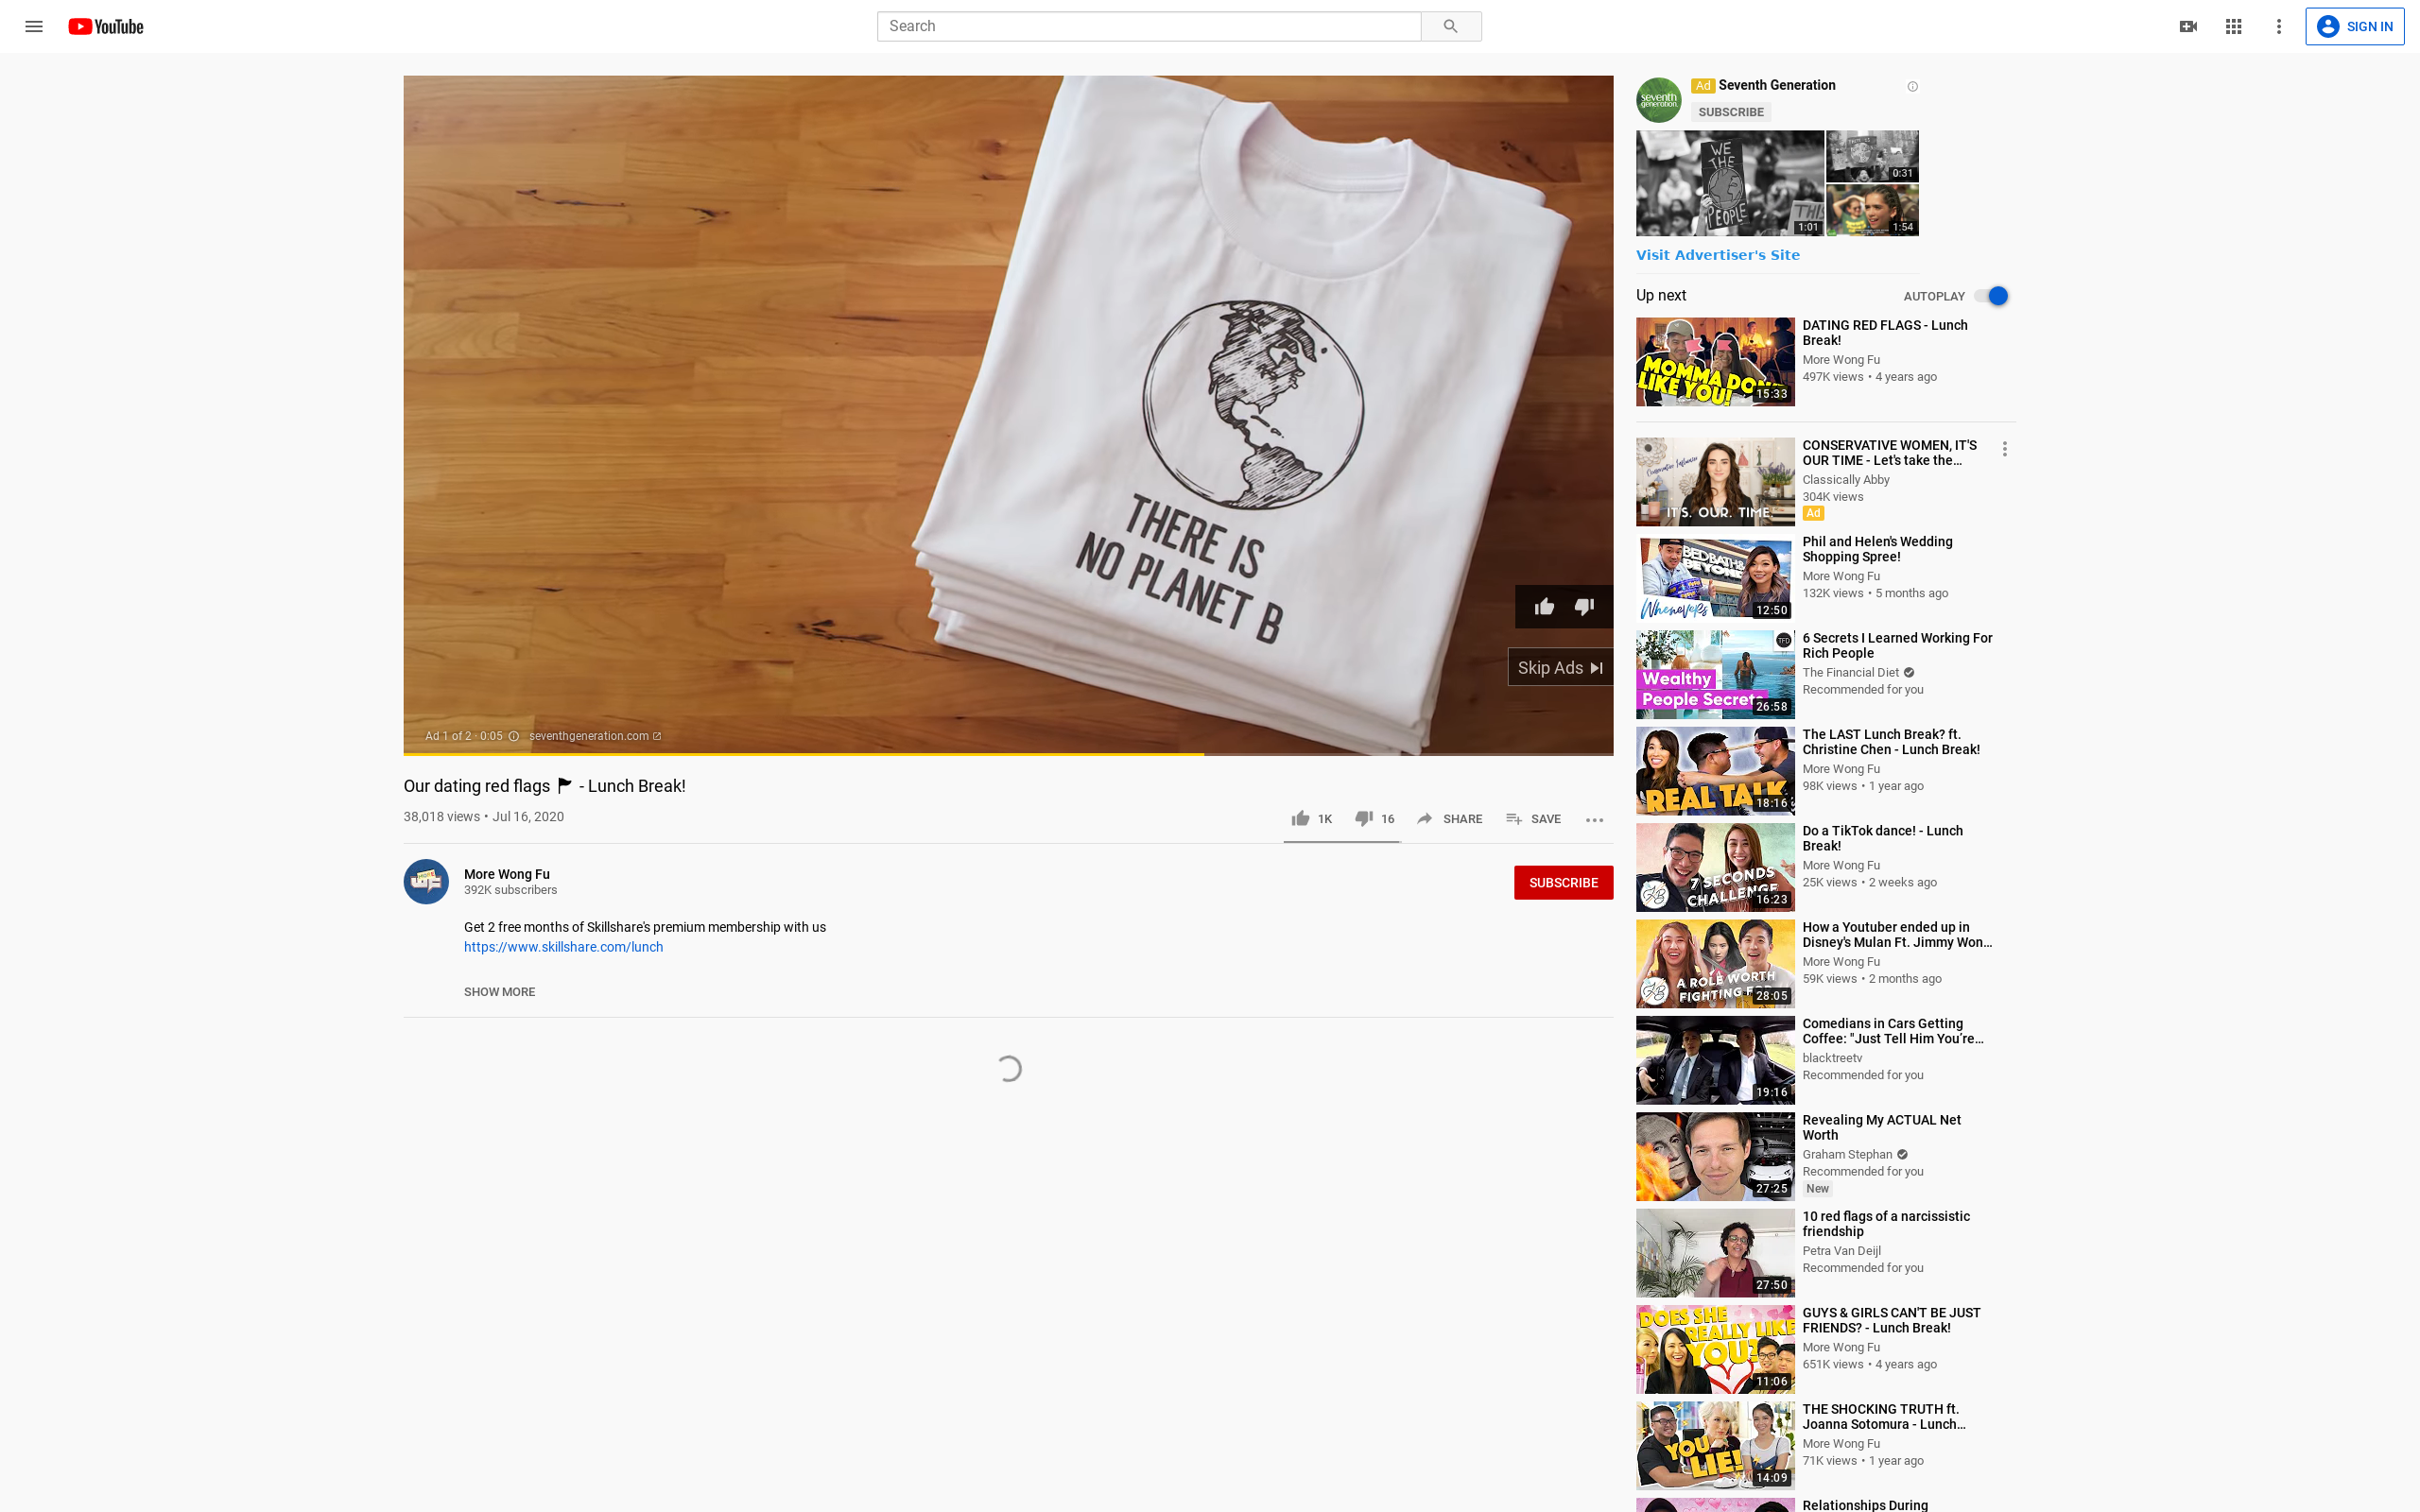 YouTube
Search
SIGN IN
THERE IS
NO PLANET B
Skip Ads
Ad 1 of 2 · 0:05
seventhgeneration.com
Our dating red flags - Lunch Break!
38,018 views • Jul 16, 2020
1K
16
SHARE
SAVE
More Wong Fu
392K subscribers
SUBSCRIBE
Get 2 free months of Skillshare's premium membership with us
https://www.skillshare.com/lunch
SHOW MORE
seventh
generation.
Ad Seventh Generation
SUBSCRIBE
WE
THE
PEOPLE
THIS
1:01
0:31
1:54
Visit Advertiser's Site
Up next
AUTOPLAY
MOMMA DON'T
LIKE YOU!
15:33
DATING RED FLAGS - Lunch
Break!
More Wong Fu
497K views • 4 years ago
Conservative Influencer
IT'S. OUR. TIME.
CONSERVATIVE WOMEN, IT'S
OUR TIME - Let's take the…
Classically Abby
304K views
Ad
BED BATH &
BEYOND
WhenEVERs
12:50
Phil and Helen's Wedding
Shopping Spree!
More Wong Fu
132K views • 5 months ago
TFD
Wealthy
People Secrets
26:58
6 Secrets I Learned Working For
Rich People
The Financial Diet
Recommended for you
REAL TALK
18:16
The LAST Lunch Break? ft.
Christine Chen - Lunch Break!
More Wong Fu
98K views • 1 year ago
LB
7 SECONDS
CHALLENGE
16:23
Do a TikTok dance! - Lunch
Break!
More Wong Fu
25K views • 2 weeks ago
LB
A ROLE WORTH
FIGHTING FOR
28:05
How a Youtuber ended up in
Disney's Mulan Ft. Jimmy Won…
More Wong Fu
59K views • 2 months ago
19:16
Comedians in Cars Getting
Coffee: "Just Tell Him You’re…
blacktreetv
Recommended for you
27:25
Revealing My ACTUAL Net
Worth
Graham Stephan
Recommended for you
New
27:50
10 red flags of a narcissistic
friendship
Petra Van Deijl
Recommended for you
DOES SHE
REALLY LIKE
YOU?
11:06
GUYS & GIRLS CAN'T BE JUST
FRIENDS? - Lunch Break!
More Wong Fu
651K views • 4 years ago
YOU
LIE!
14:09
THE SHOCKING TRUTH ft.
Joanna Sotomura - Lunch…
More Wong Fu
71K views • 1 year ago
Relationships During